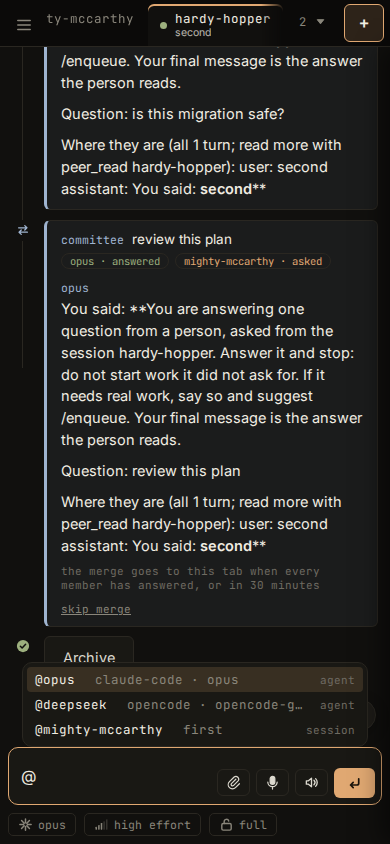 ty-mccarthy
hardy-hopper
second
2
+
/enqueue. Your final message is the answer
the person reads.
Question: is this migration safe?
Where they are (all 1 turn; read more with
peer_read hardy-hopper): user: second
assistant: You said: second**
committee review this plan
opus · answered
mighty-mccarthy · asked
opus
You said: **You are answering one
question from a person, asked from the
session hardy-hopper. Answer it and stop:
do not start work it did not ask for. If it
needs real work, say so and suggest
/enqueue. Your final message is the answer
the person reads.
Question: review this plan
Where they are (all 1 turn; read more with
peer_read hardy-hopper): user: second
assistant: You said: second**
the merge goes to this tab when every
member has answered, or in 30 minutes
skip merge
Archive
@opus claude-code · opus agent
@deepseek opencode · opencode-g… agent
@mighty-mccarthy first session
@
opus
high effort
full